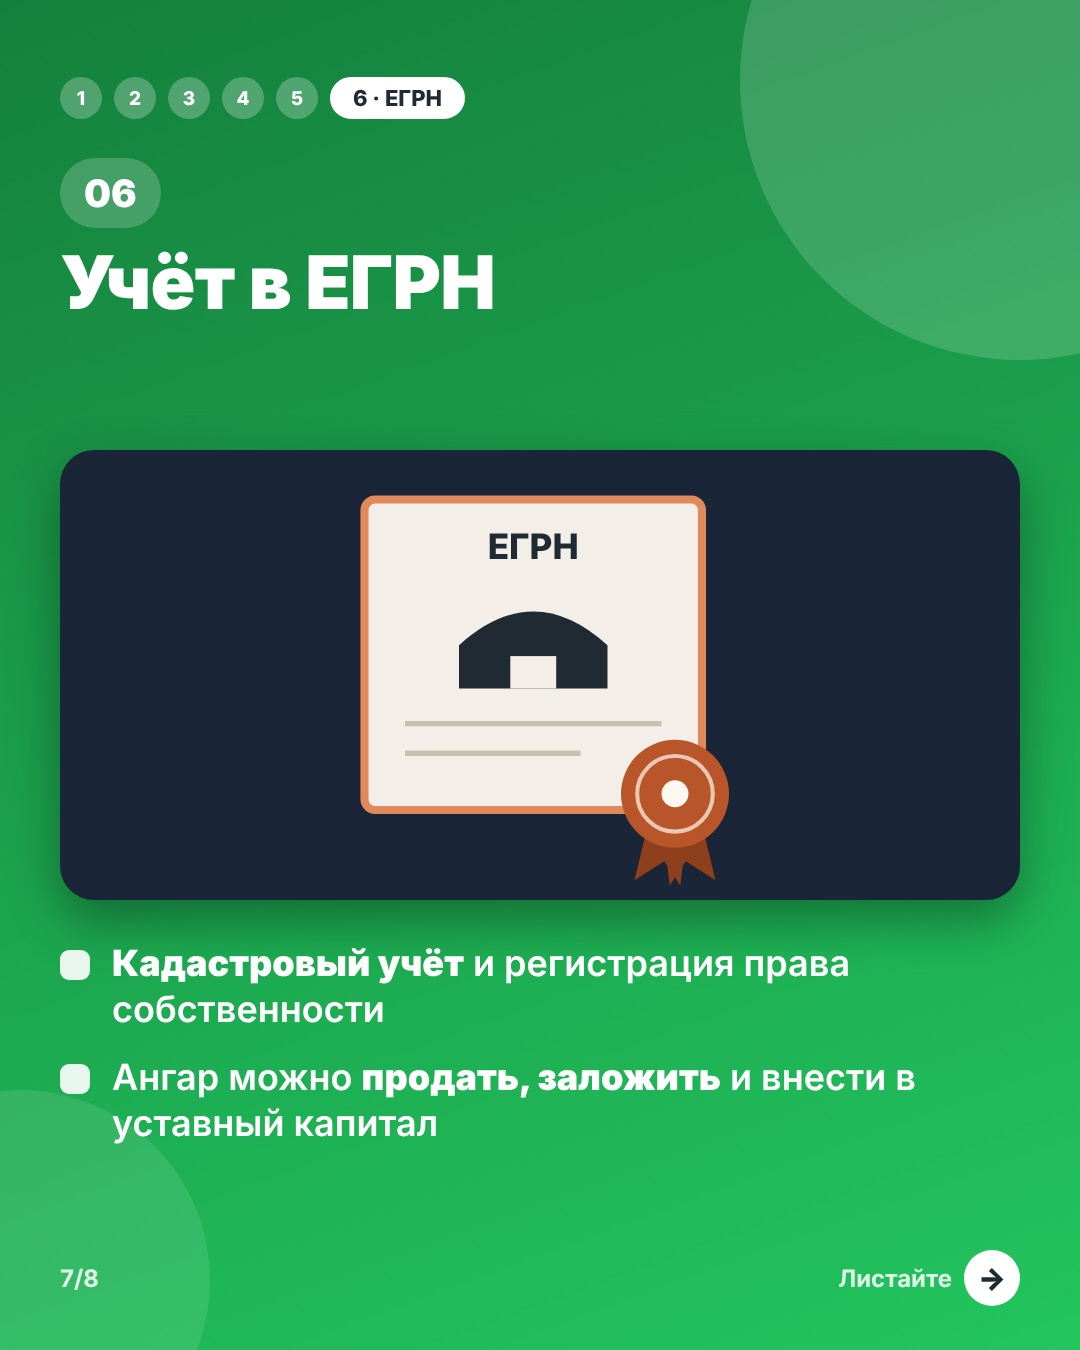 1 2 3 4 5 6 · ЕГРН
06
Учёт в ЕГРН
ЕГРН
Кадастровый учёт и регистрация права
собственности
Ангар можно продать, заложить и внести в
уставный капитал
7/8 Листайте